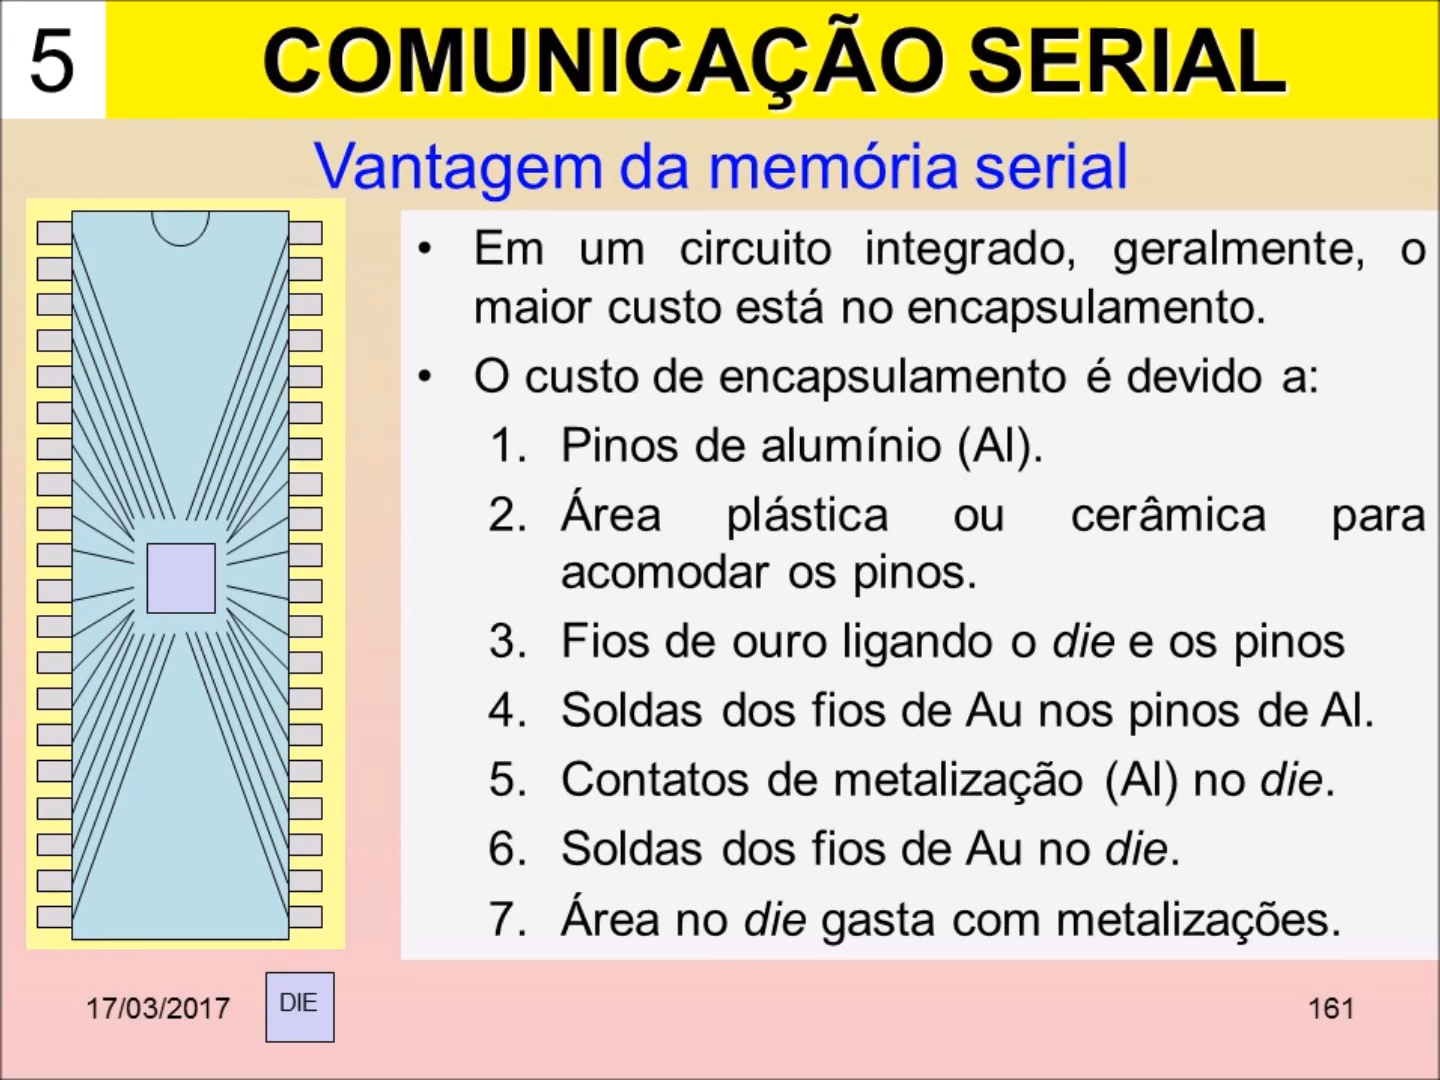 5
COMUNICAÇÃO SERIAL
Vantagem da memória serial
• Em um circuito integrado, geralmente, o
maior custo está no encapsulamento.
• O custo de encapsulamento é devido a:
1. Pinos de alumínio (Al).
2. Área plástica ou cerâmica para
acomodar os pinos.
3. Fios de ouro ligando o die e os pinos
4. Soldas dos fios de Au nos pinos de Al.
5. Contatos de metalização (Al) no die.
6. Soldas dos fios de Au no die.
7. Área no die gasta com metalizações.
17/03/2017
DIE
161